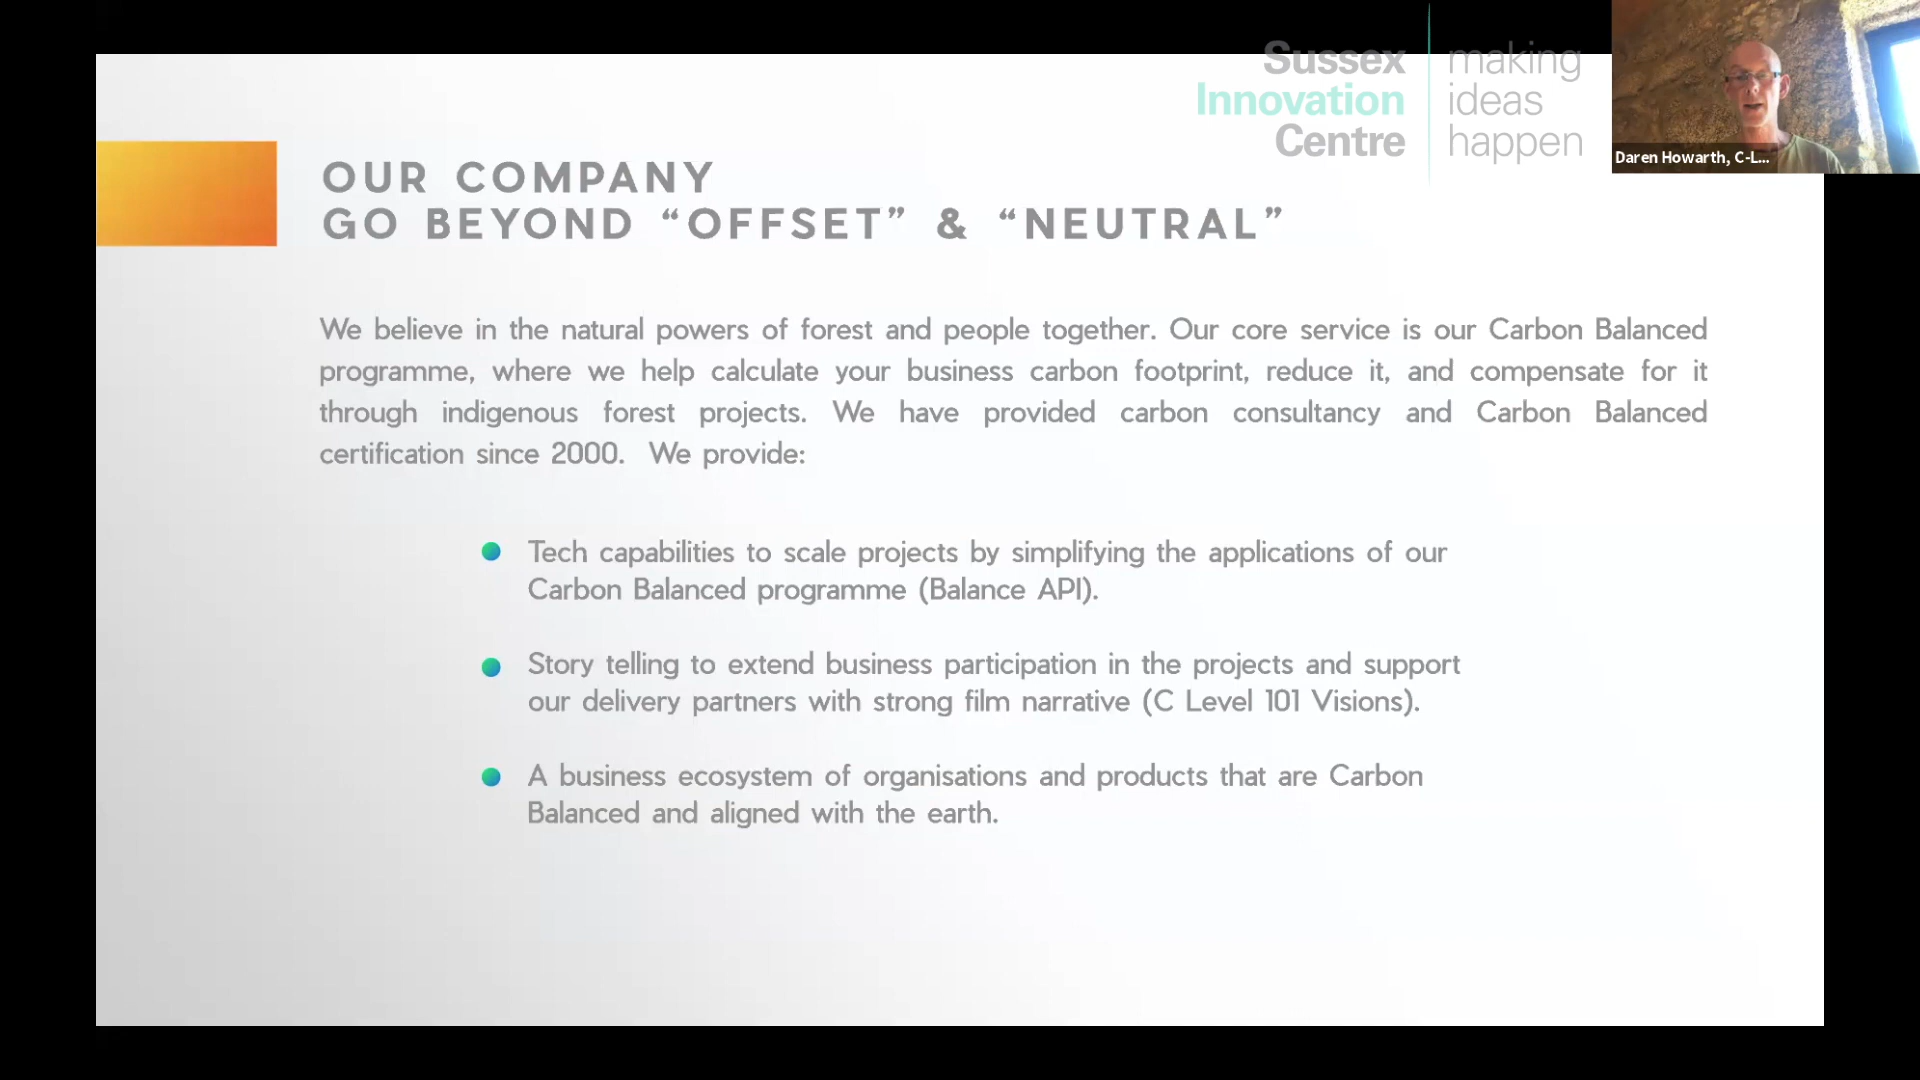 Sussex
Innovation
Centre
making
ideas
happen
Daren Howarth, C-L...
OUR COMPANY
GO BEYOND “OFFSET” & “NEUTRAL”
We believe in the natural powers of forest and people together. Our core service is our Carbon Balanced
programme, where we help calculate your business carbon footprint, reduce it, and compensate for it
through indigenous forest projects. We have provided carbon consultancy and Carbon Balanced
certification since 2000. We provide:
Tech capabilities to scale projects by simplifying the applications of our
Carbon Balanced programme (Balance API).
Story telling to extend business participation in the projects and support
our delivery partners with strong film narrative (C Level 101 Visions).
A business ecosystem of organisations and products that are Carbon
Balanced and aligned with the earth.